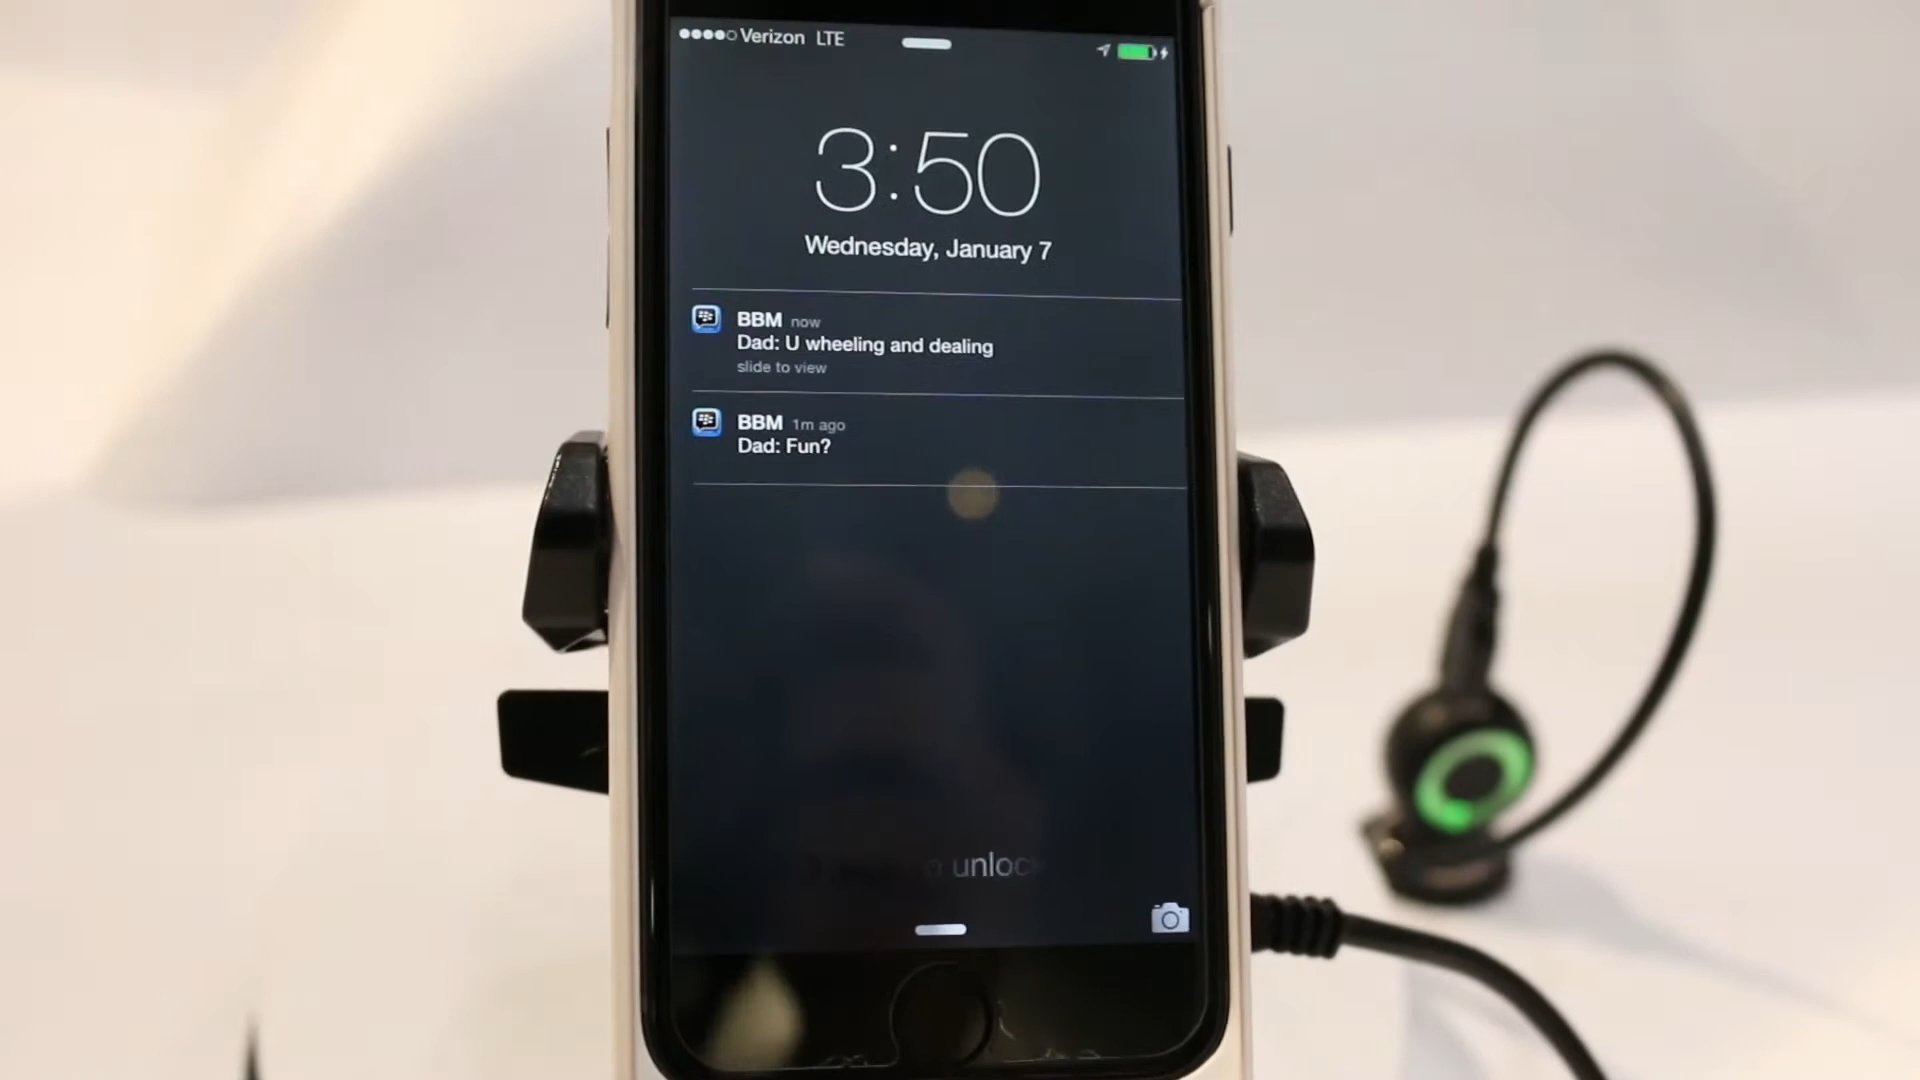 Verizon LTE
3:50
Wednesday, January 7
BBM now
Dad: U wheeling and dealing
slide to view
BBM 1m ago
Dad: Fun?
unlock